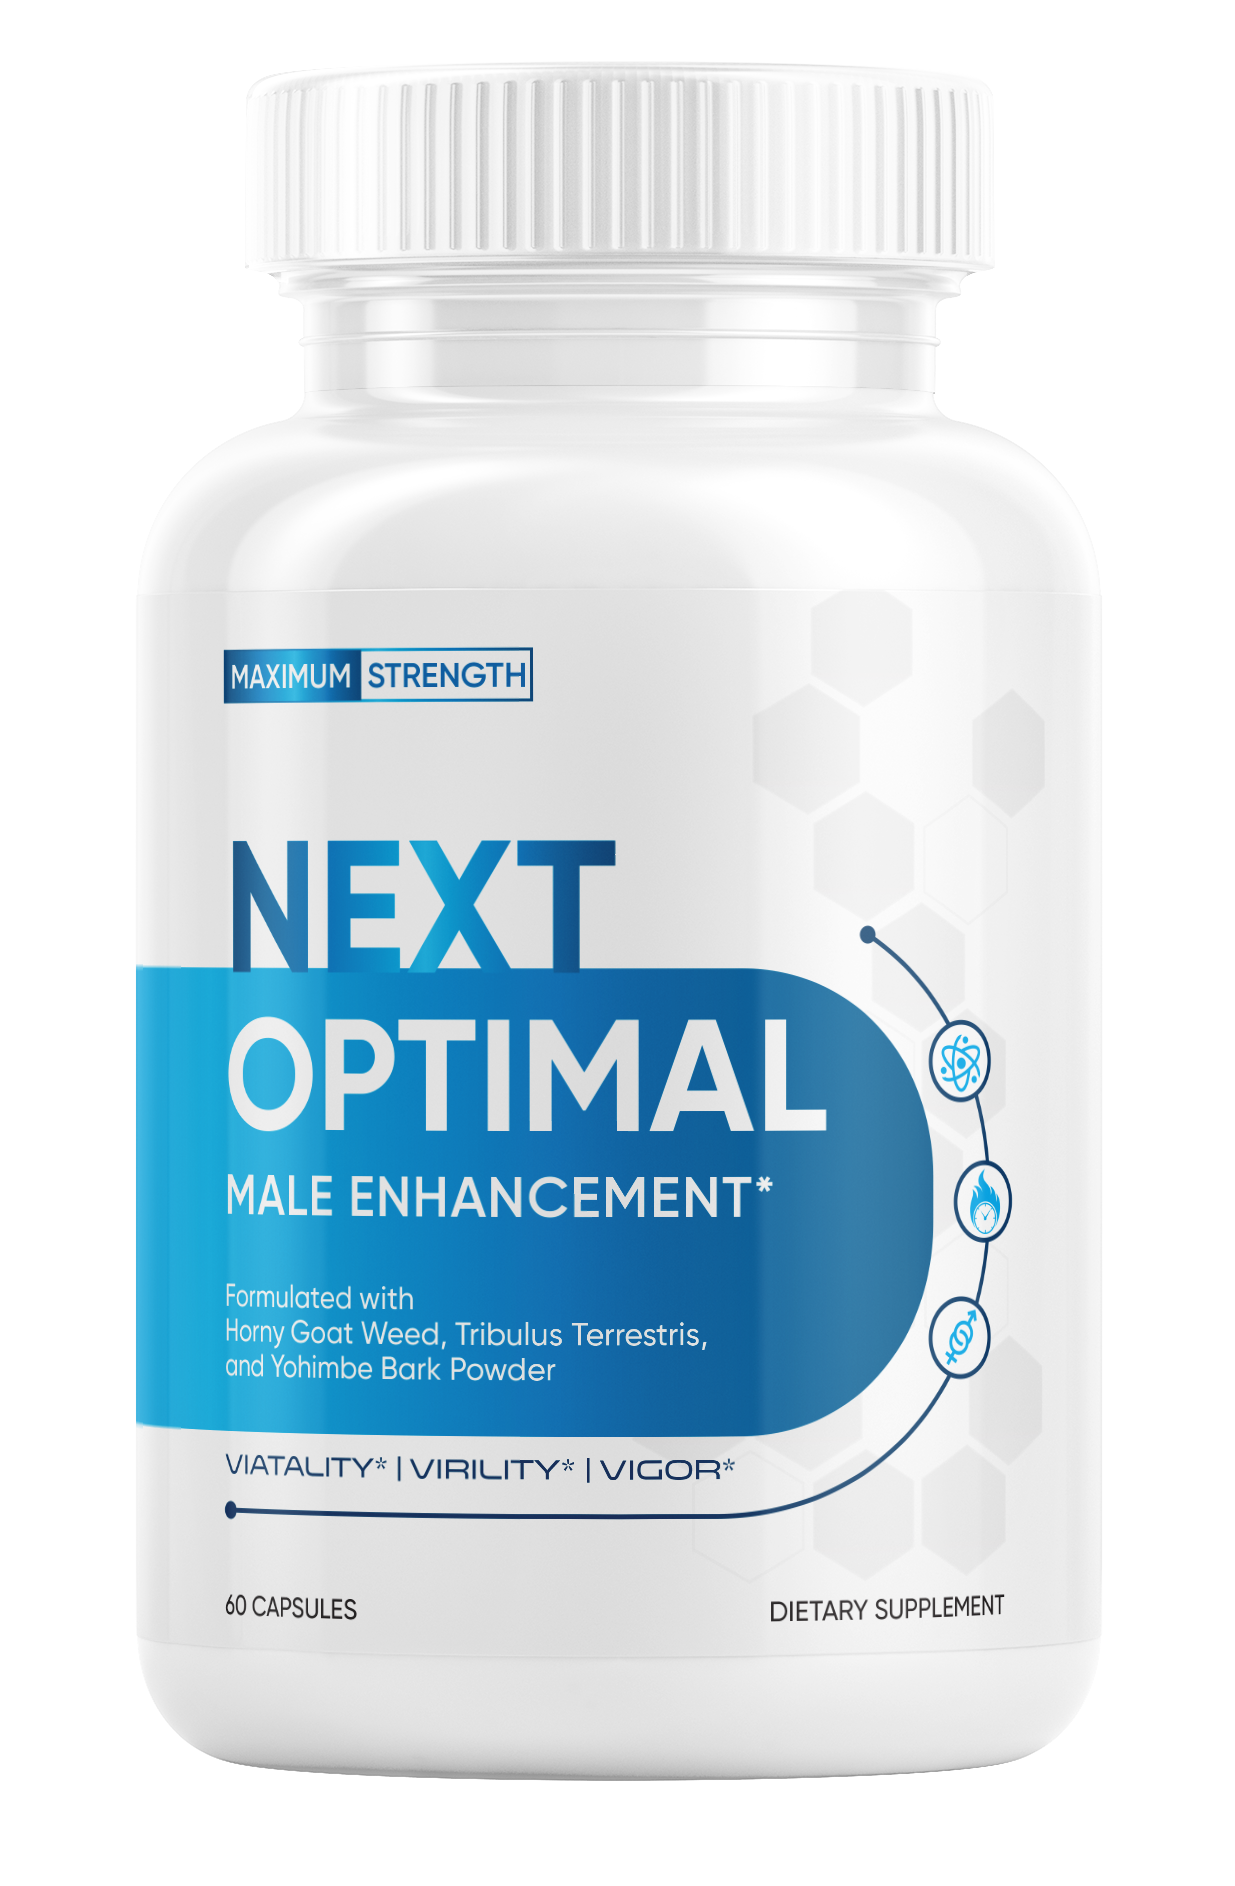 MAXIMUM STRENGTH
NEXT
OPTIMAL
MALE ENHANCEMENT*
Formulated with
Horny Goat Weed, Tribulus Terrestris,
and Yohimbe Bark Powder
VIATALITY* | VIRILITY* | VIGOR*
60 CAPSULES
DIETARY SUPPLEMENT